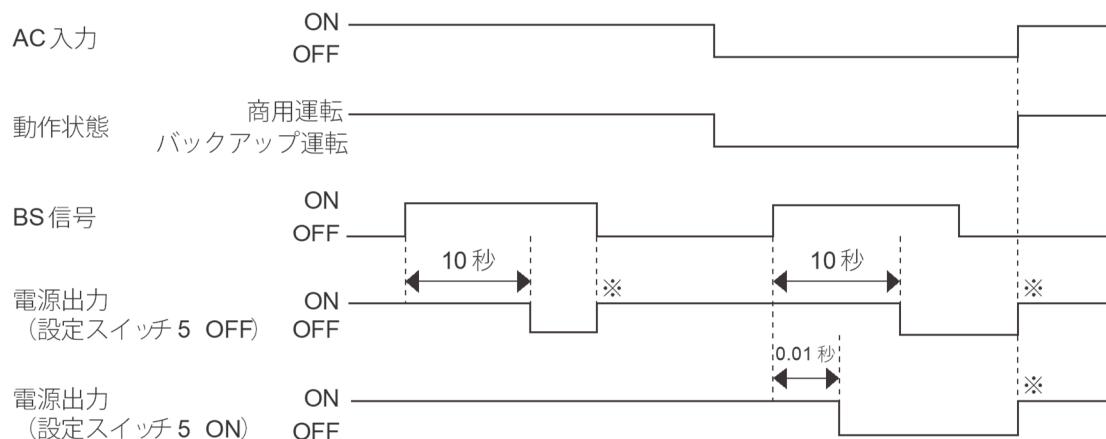 AC入力
ON
OFF
動作状態
商用運転
バックアップ運転
BS信号
ON
OFF
10秒
10秒
電源出力
（設定スイッチ5 OFF）
ON
OFF
※
※
0.01秒
電源出力
（設定スイッチ5 ON）
ON
OFF
※